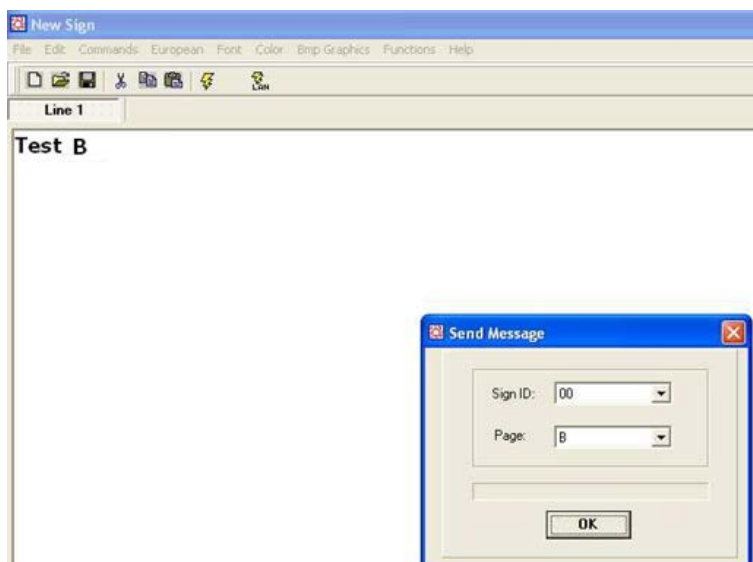 New Sign
File Edit Commands European Font Color Bmp Graphics Functions Help
LAN
Line 1
Test B
Send Message
Sign ID: 00
Page: B
OK